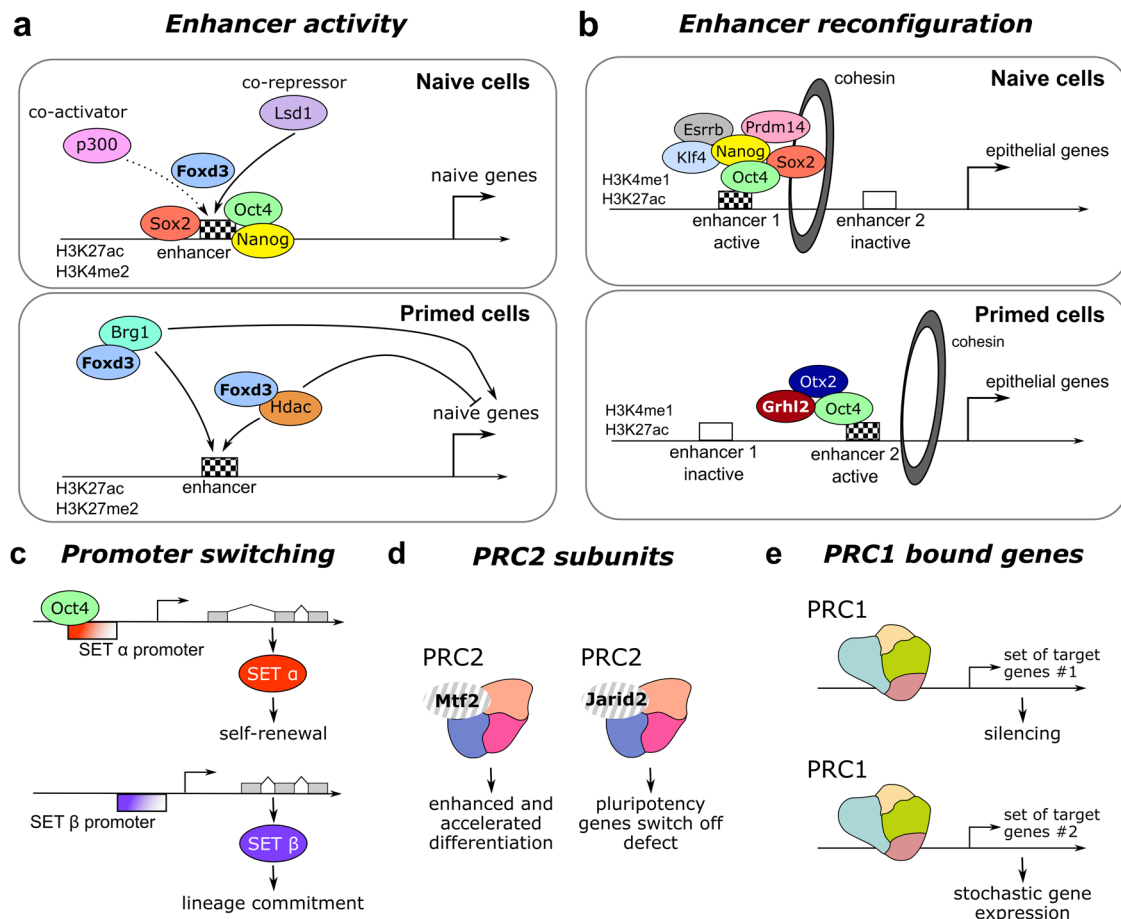 a
Enhancer activity
Naive cells
co-repressor
Lsd1
co-activator
p300
Foxd3
naive genes
Sox2
Oct4
Nanog
H3K27ac
H3K4me2
enhancer
Primed cells
Brg1
Foxd3
Foxd3
Hdac
naive genes
enhancer
H3K27ac
H3K27me2
b
Enhancer reconfiguration
Naive cells
cohesin
Esrrb
Prdm14
Nanog
Klf4
Sox2
Oct4
epithelial genes
H3K4me1
H3K27ac
enhancer 1
active
enhancer 2
inactive
Primed cells
cohesin
Otx2
Grhl2
Oct4
epithelial genes
H3K4me1
H3K27ac
enhancer 1
inactive
enhancer 2
active
c
Promoter switching
Oct4
SET α promoter
SET α
self-renewal
SET β promoter
SET β
lineage commitment
d
PRC2 subunits
PRC2
Mtf2
enhanced and
accelerated
differentiation
PRC2
Jarid2
pluripotency
genes switch off
defect
e
PRC1 bound genes
PRC1
set of target
genes #1
silencing
PRC1
set of target
genes #2
stochastic gene
expression